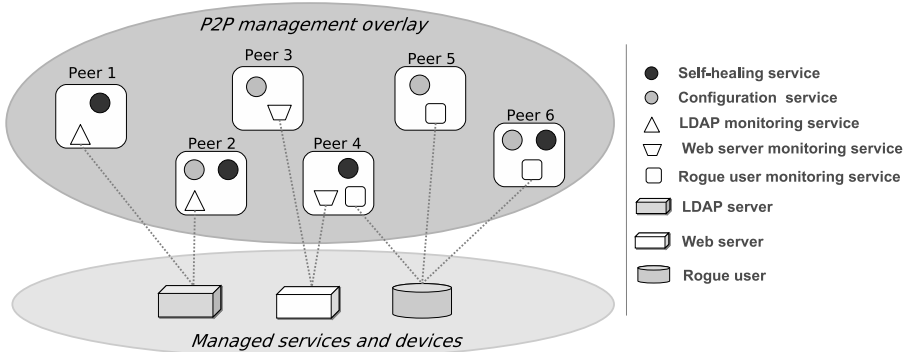 P2P management overlay
Peer 1
Peer 3
Peer 5
Peer 2
Peer 4
Peer 6
Managed services and devices
Self-healing service
Configuration service
LDAP monitoring service
Web server monitoring service
Rogue user monitoring service
LDAP server
Web server
Rogue user